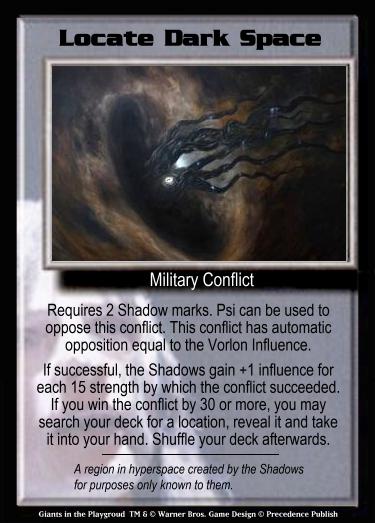 Locate Dark Space
Military Conflict
Requires 2 Shadow marks. Psi can be used to
oppose this conflict. This conflict has automatic
opposition equal to the Vorlon Influence.
If successful, the Shadows gain +1 influence for
each 15 strength by which the conflict succeeded.
If you win the conflict by 30 or more, you may
search your deck for a location, reveal it and take
it into your hand. Shuffle your deck afterwards.
A region in hyperspace created by the Shadows
for purposes only known to them.
Giants in the Playgroud TM & © Warner Bros. Game Design © Precedence Publish